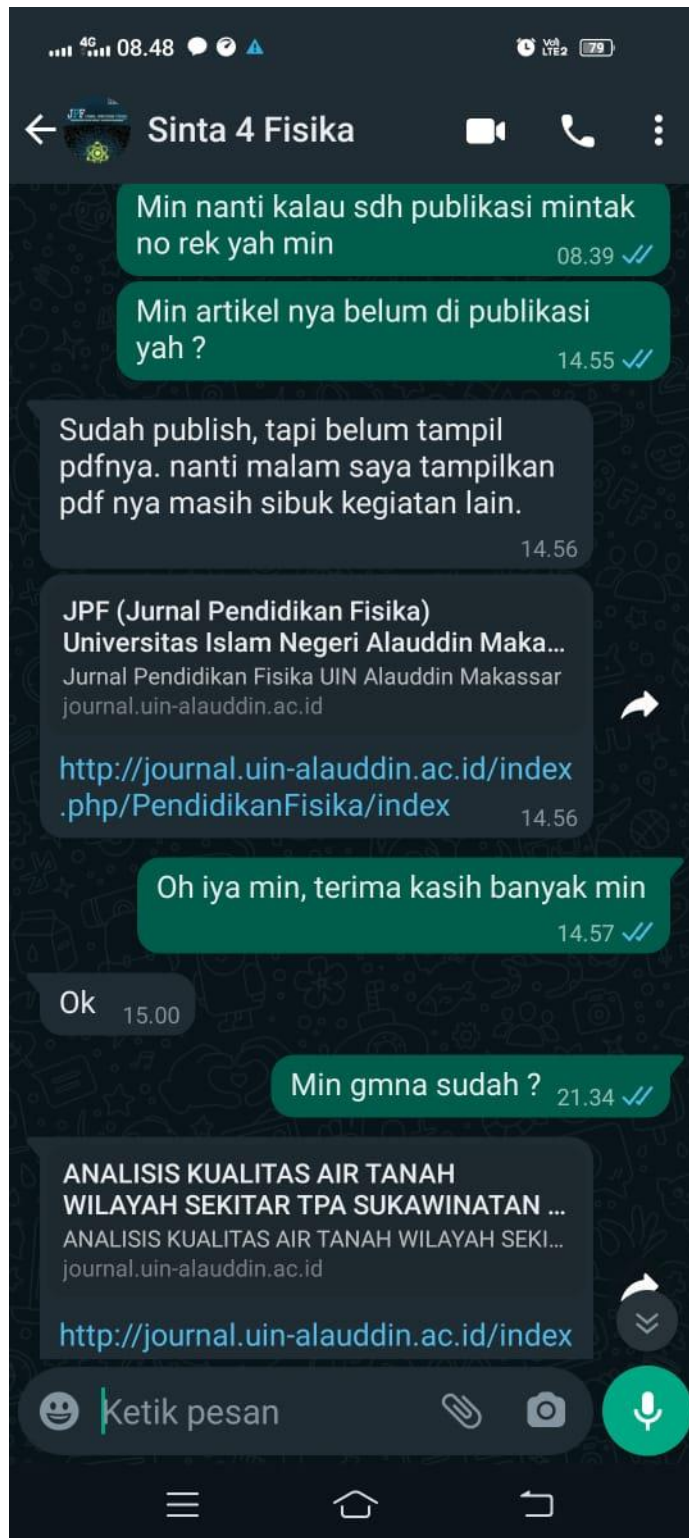 4G 08.48 VoI) LTE2 79
JPF
Sinta 4 Fisika
Min nanti kalau sdh publikasi mintak
no rek yah min
08.39
Min artikel nya belum di publikasi
yah ?
14.55
Sudah publish, tapi belum tampil
pdfnya. nanti malam saya tampilkan
pdf nya masih sibuk kegiatan lain.
14.56
JPF (Jurnal Pendidikan Fisika)
Universitas Islam Negeri Alauddin Maka...
Jurnal Pendidikan Fisika UIN Alauddin Makassar
journal.uin-alauddin.ac.id
http://journal.uin-alauddin.ac.id/index
.php/PendidikanFisika/index
14.56
Oh iya min, terima kasih banyak min
14.57
Ok 15.00
Min gmna sudah ? 21.34
ANALISIS KUALITAS AIR TANAH
WILAYAH SEKITAR TPA SUKAWINATAN ...
ANALISIS KUALITAS AIR TANAH WILAYAH SEKI...
journal.uin-alauddin.ac.id
http://journal.uin-alauddin.ac.id/index
Ketik pesan